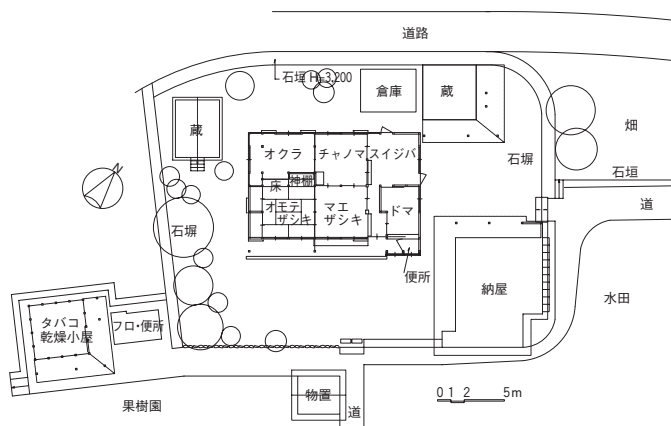 道路
石垣 H=3,200
倉庫
蔵
蔵
畑
石塀
石垣
道
オクラ
チャノマ
スイジバ
床
神棚
オモテ
ザシキ
マエ
ザシキ
ドマ
N
石塀
便所
納屋
水田
タバコ
乾燥小屋
フロ・便所
物置
道
果樹園
0 1 2 5m